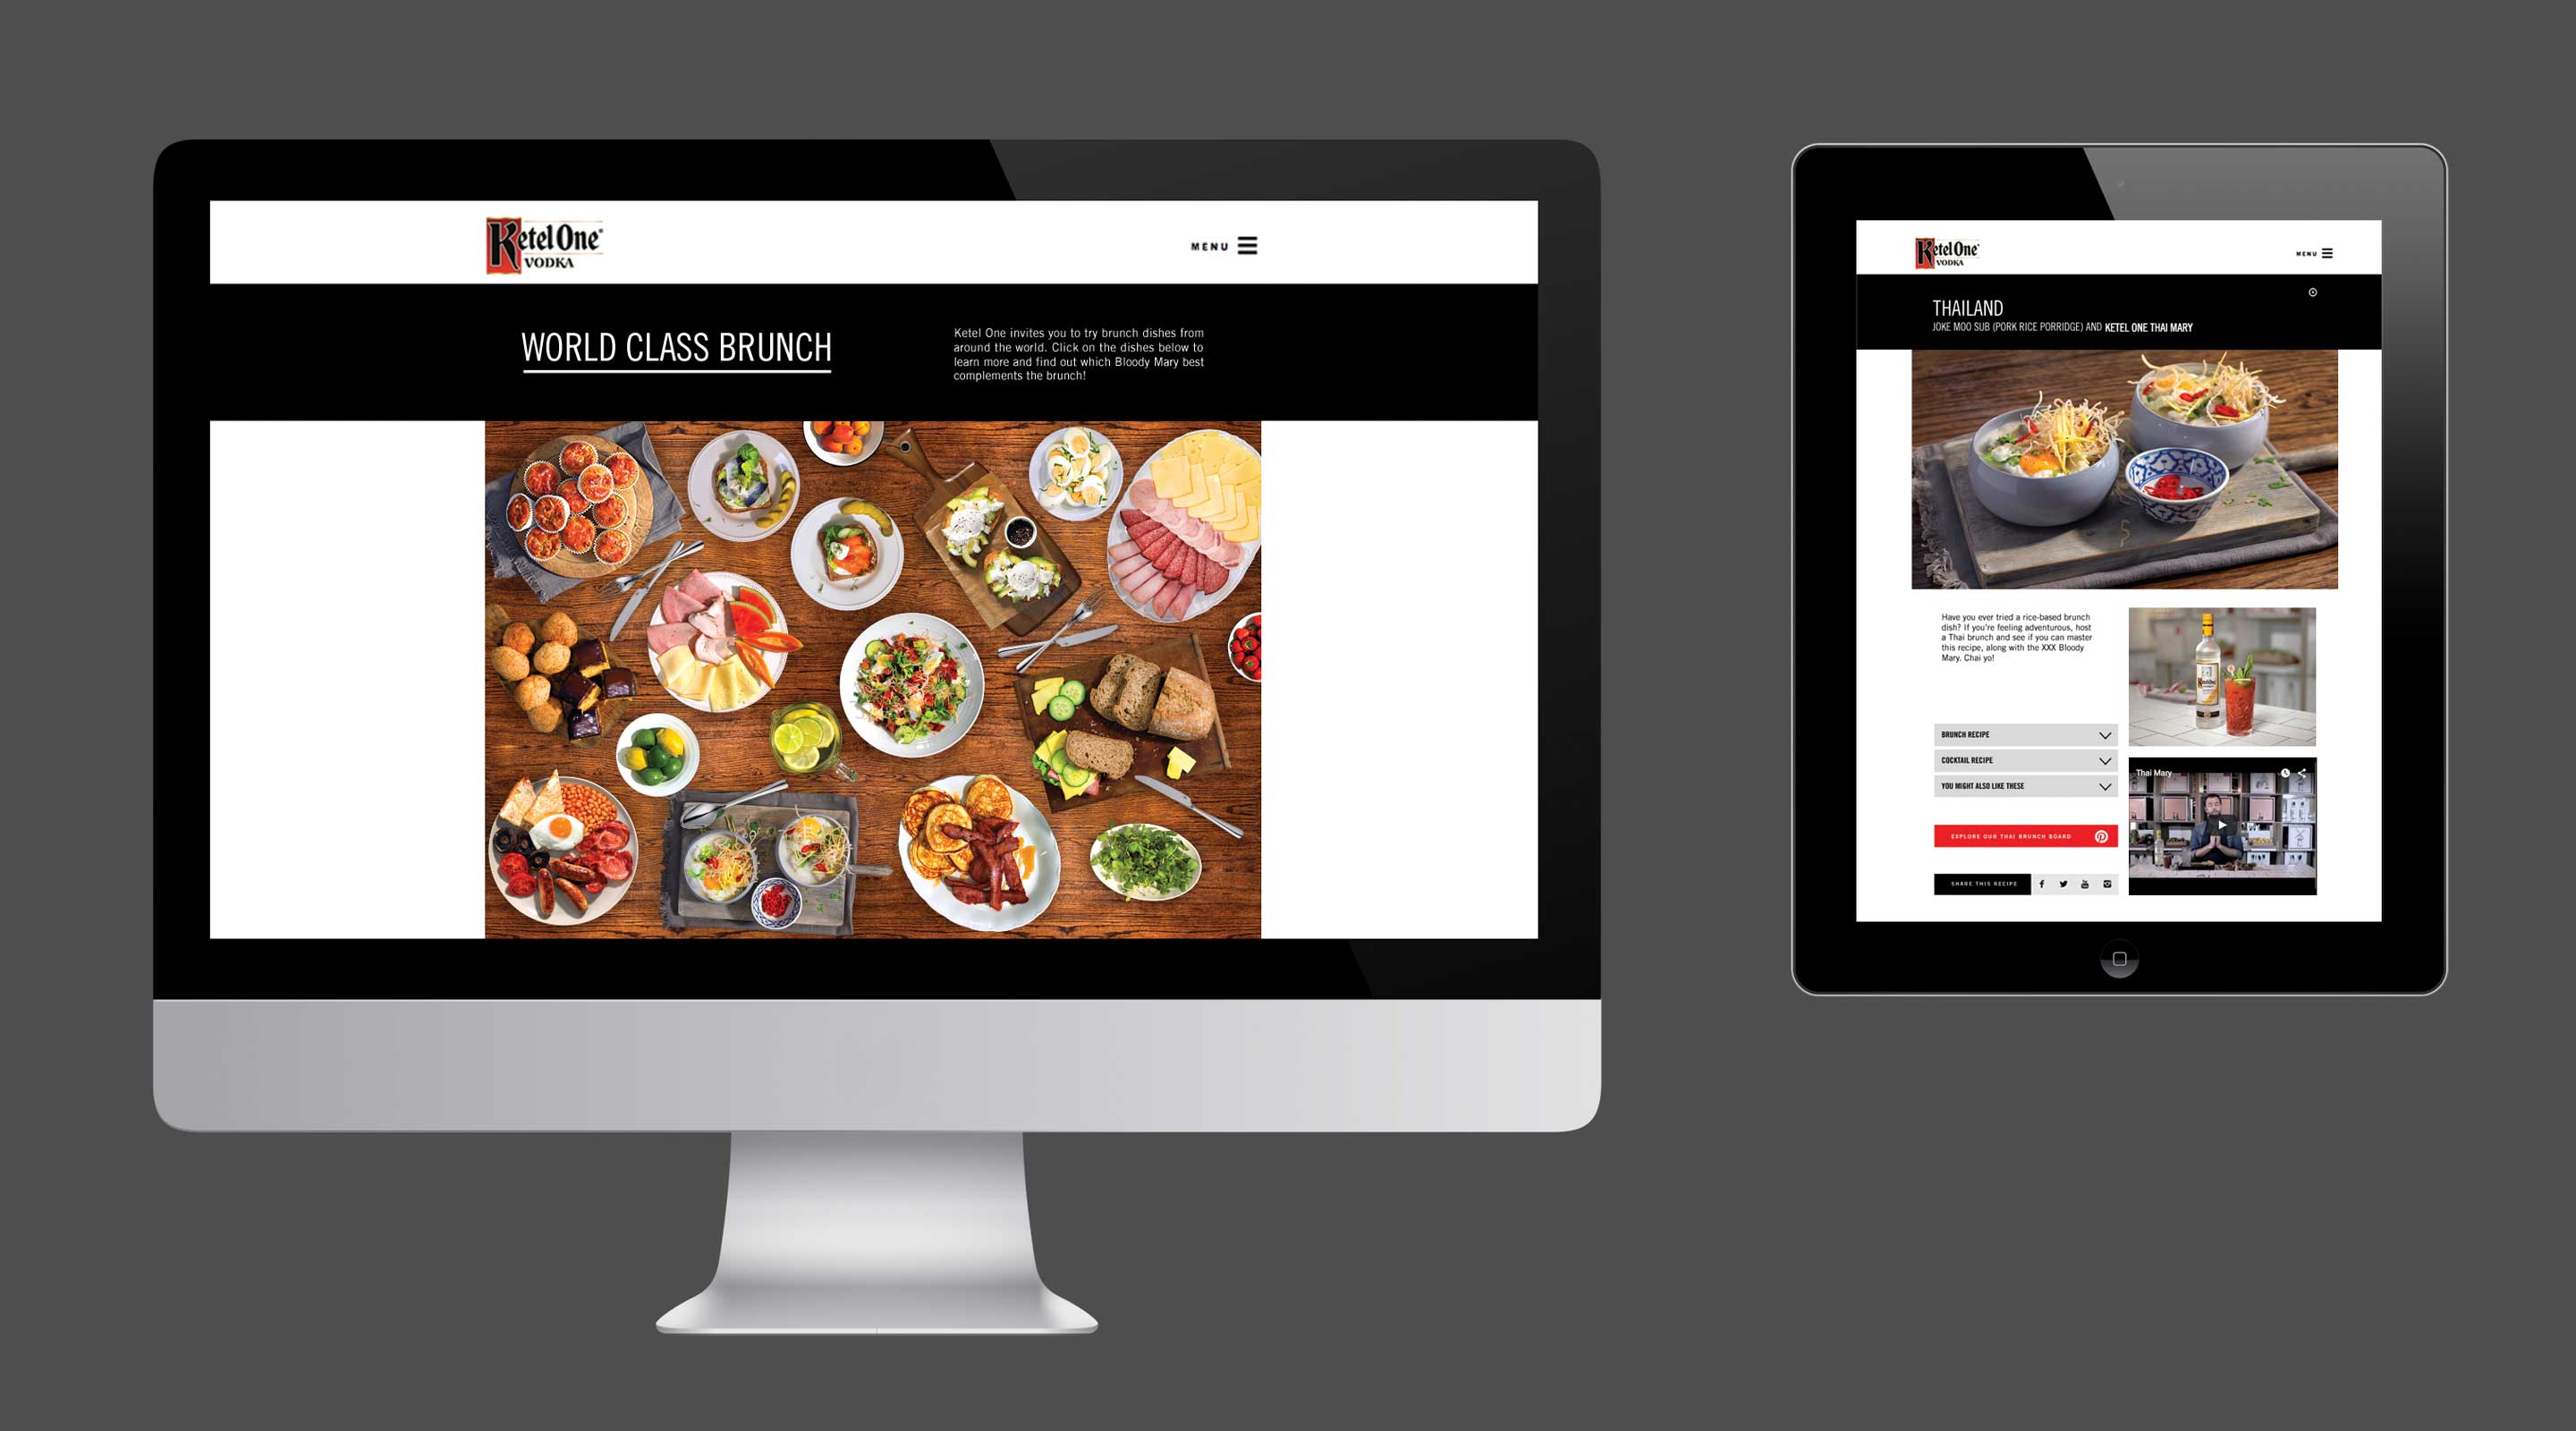 Ketel One®
VODKA
MENU
WORLD CLASS BRUNCH
Ketel One invites you to try brunch dishes from
around the world. Click on the dishes below to
learn more and find out which Bloody Mary best
complements the brunch!
Ketel One
VODKA
MENU
THAILAND
JOKE MOO SUB (PORK RICE PORRIDGE) AND KETEL ONE THAI MARY
Have you ever tried a rice-based brunch
dish? If you're feeling adventurous, host
a Thai brunch and see if you can master
this recipe, along with the XXX Bloody
Mary. Chai yo!
Ketel One
BRUNCH RECIPE
COCKTAIL RECIPE
YOU MIGHT ALSO LIKE THESE
Thai Mary
EXPLORE OUR THAI BRUNCH BOARD
SHARE THIS RECIPE